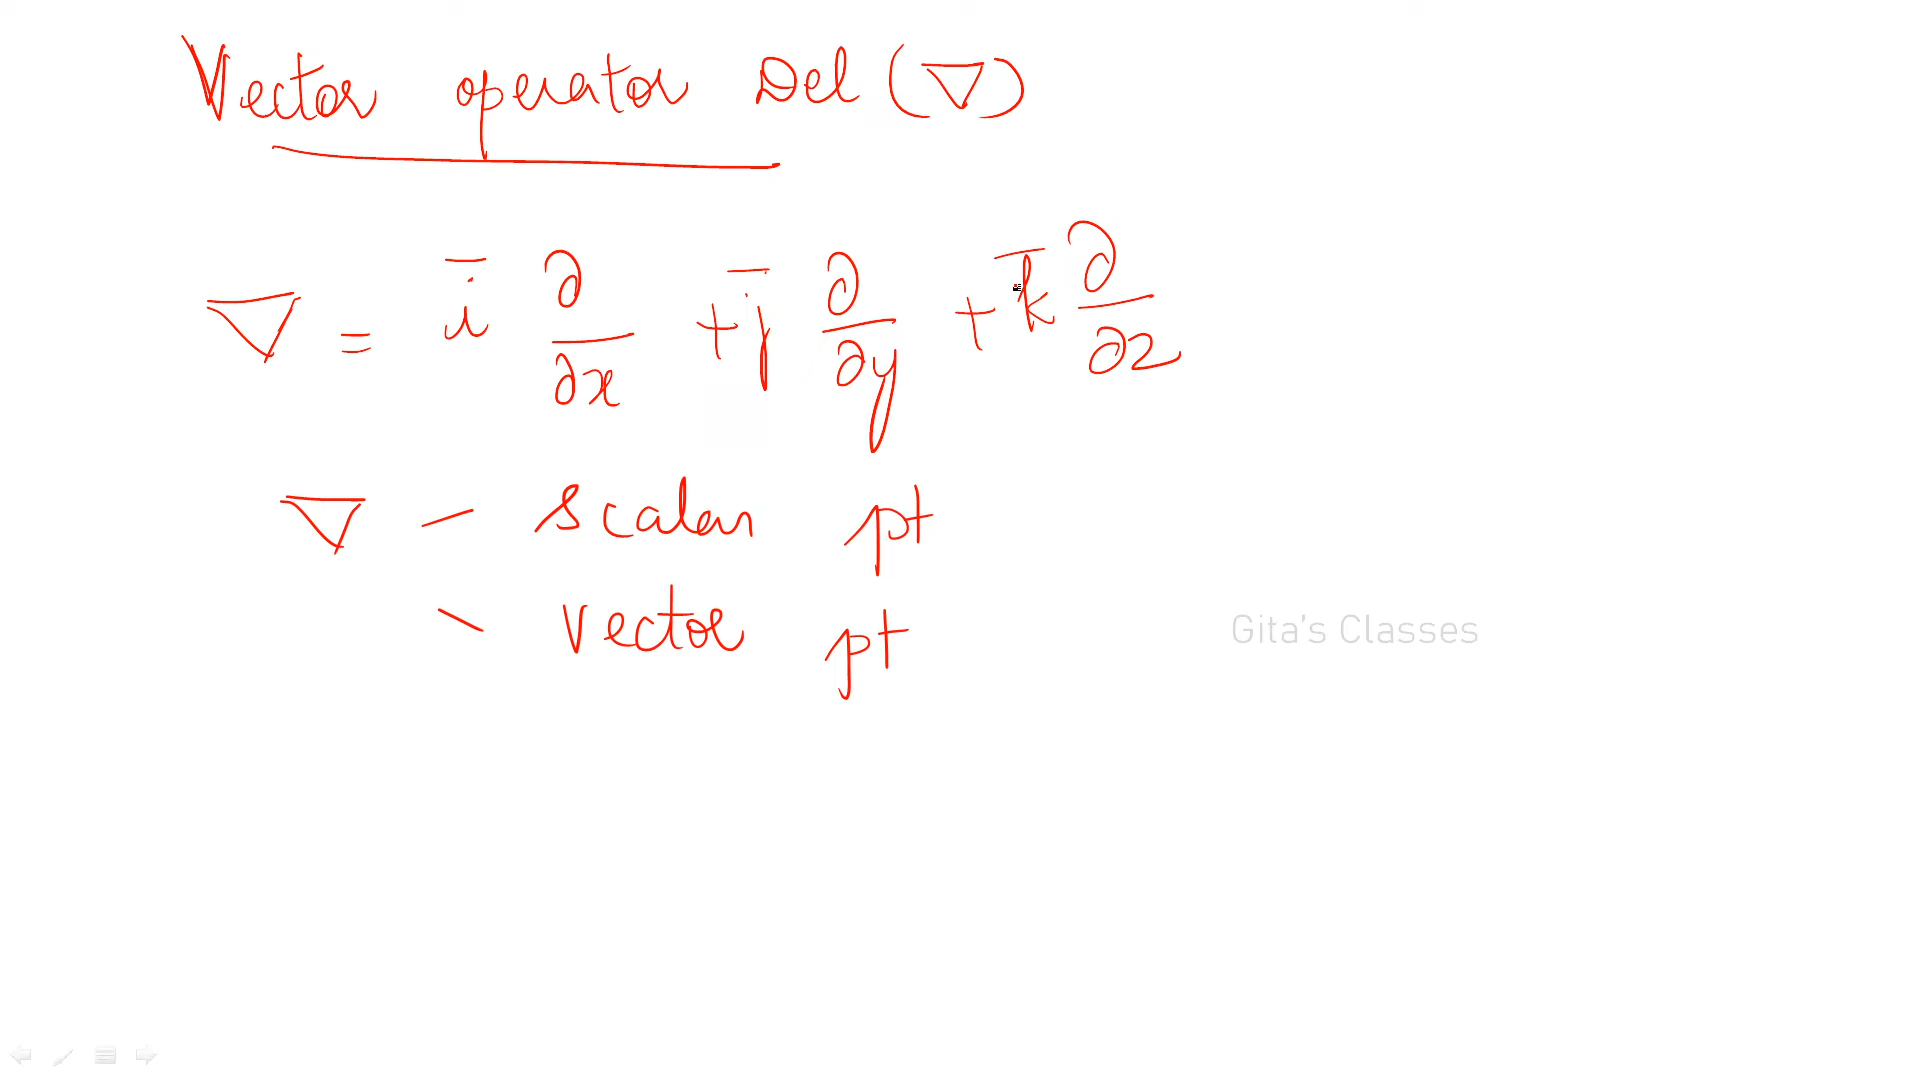 Vector operator Del (∇)
∇ = i̅ ∂/∂x + j̅ ∂/∂y + k̅ ∂/∂z
∇ – scalar pt
– Vector pt
Gita's Classes